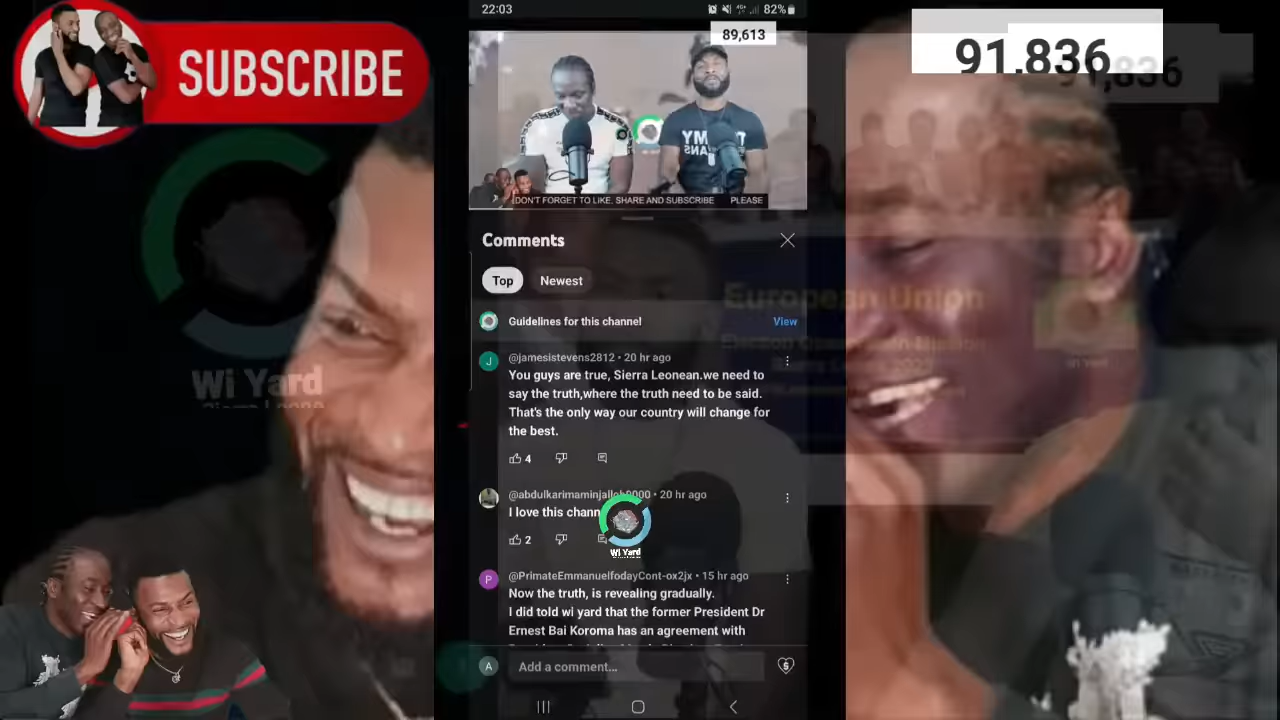 SUBSCRIBE
22:03
82%
89,613
91,836
91,836
MY
DON'T FORGET TO LIKE, SHARE AND SUBSCRIBE PLEASE
Comments
Top Newest
Guidelines for this channel View
European Union
J @jamesistevens2812 • 20 hr ago
You guys are true, Sierra Leonean.we need to
say the truth,where the truth need to be said.
That's the only way our country will change for
the best.
4
Wi Yard
I love this chann
20 hr ago
2
Wi Yard
P @PrimateEmmanuelfodayCont-ox2jx • 15 hr ago
Now the truth, is revealing gradually.
I did told wi yard that the former President Dr
Ernest Bai Koroma has an agreement with
A Add a comment...